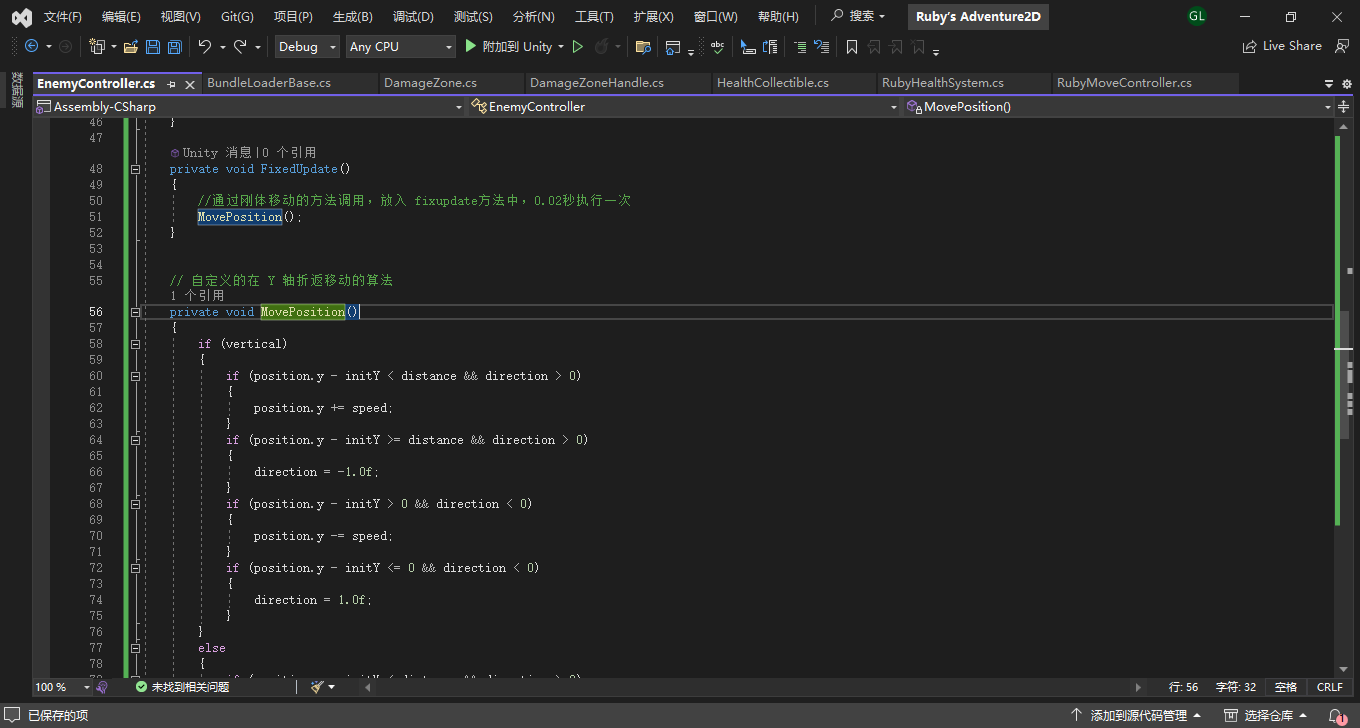 文件(F) 编辑(E) 视图(V) Git(G) 项目(P) 生成(B) 调试(D) 测试(S) 分析(N) 工具(T) 扩展(X) 窗口(W) 帮助(H) 搜索 Ruby's Adventure2D GL
Debug Any CPU 附加到 Unity Live Share
数据源
EnemyController.cs BundleLoaderBase.cs DamageZone.cs DamageZoneHandle.cs HealthCollectible.cs RubyHealthSystem.cs RubyMoveController.cs
Assembly-CSharp EnemyController MovePosition()
46 }
47
Unity 消息|0 个引用
48 private void FixedUpdate()
49 {
50 //通过刚体移动的方法调用，放入 fixupdate方法中，0.02秒执行一次
51 MovePosition();
52 }
53
54
55 // 自定义的在 Y 轴折返移动的算法
1 个引用
56 private void MovePosition()
57 {
58 if (vertical)
59 {
60 if (position.y - initY < distance && direction > 0)
61 {
62 position.y += speed;
63 }
64 if (position.y - initY >= distance && direction > 0)
65 {
66 direction = -1.0f;
67 }
68 if (position.y - initY > 0 && direction < 0)
69 {
70 position.y -= speed;
71 }
72 if (position.y - initY <= 0 && direction < 0)
73 {
74 direction = 1.0f;
75 }
76 }
77 else
78 {
100 % 未找到相关问题 行: 56 字符: 32 空格 CRLF
已保存的项 添加到源代码管理 选择仓库 1